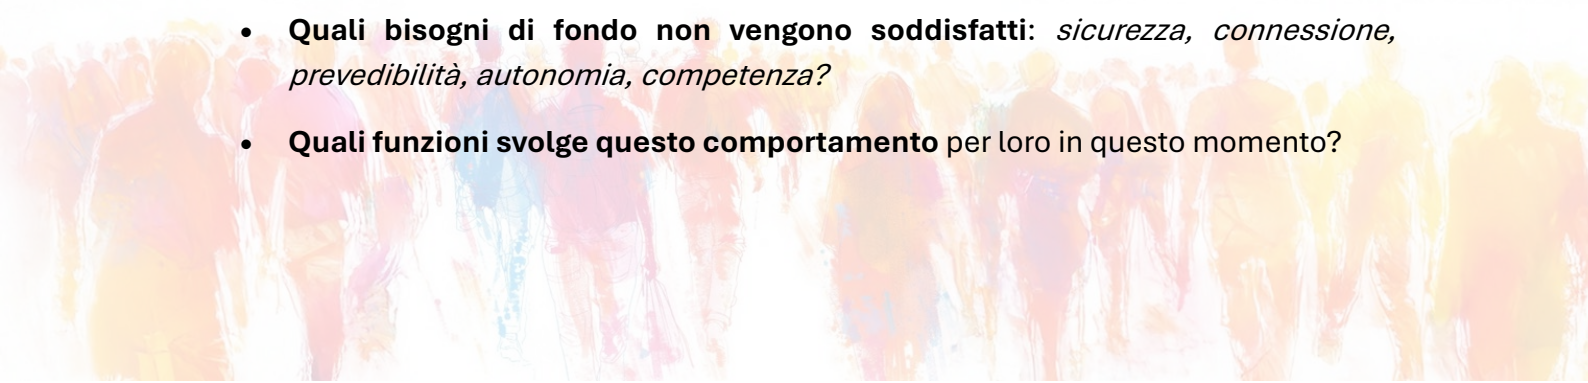 • Quali bisogni di fondo non vengono soddisfatti: sicurezza, connessione,
prevedibilità, autonomia, competenza?
• Quali funzioni svolge questo comportamento per loro in questo momento?